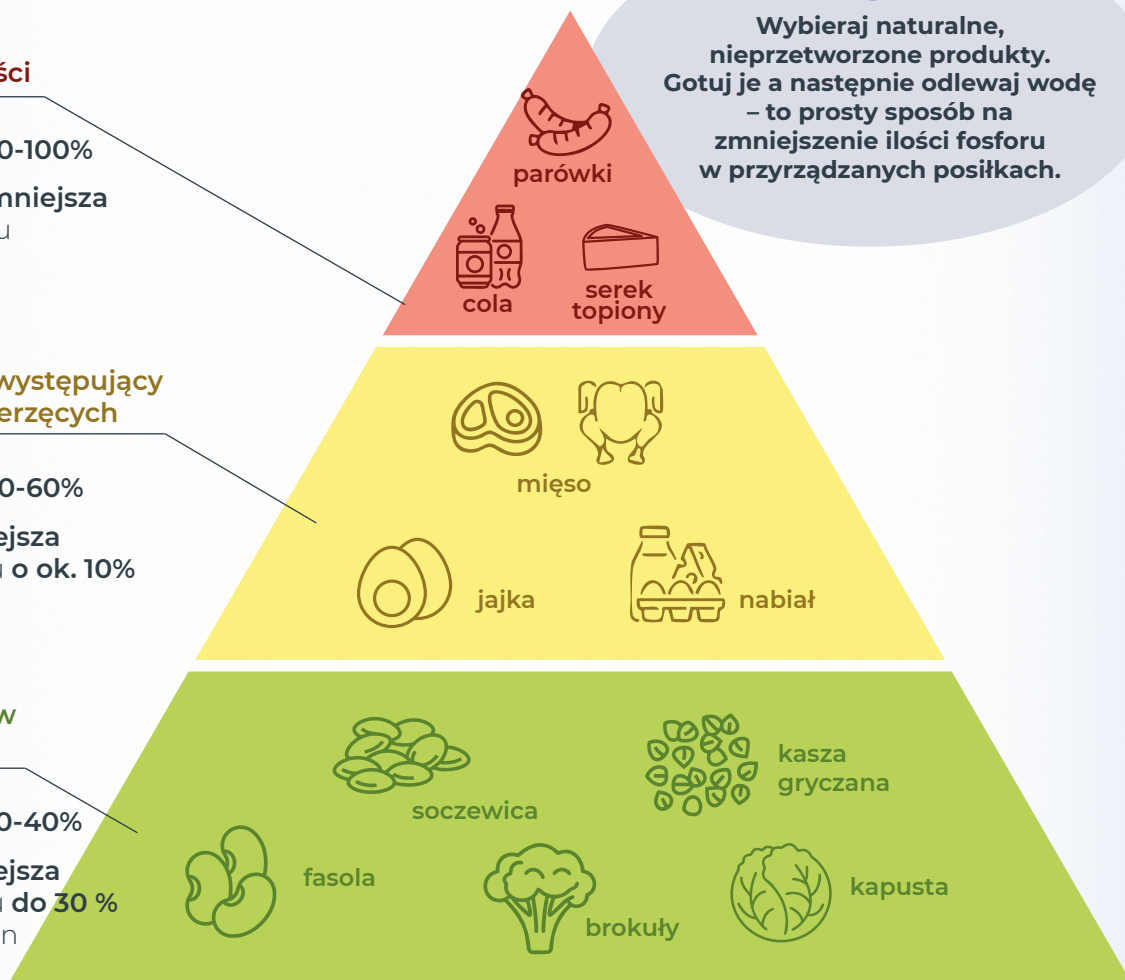 Wybieraj naturalne,
nieprzetworzone produkty.
Gotuj je a następnie odlewaj wodę
– to prosty sposób na
zmniejszenie ilości fosforu
w przyrządzanych posiłkach.
ści
0-100%
mniejsza
u
parówki
cola
serek
topiony
występujący
erzęcych
0-60%
ejsza
u o ok. 10%
mięso
jajka
nabiał
w
0-40%
ejsza
u do 30 %
n
soczewica
kasza
gryczana
fasola
brokuły
kapusta